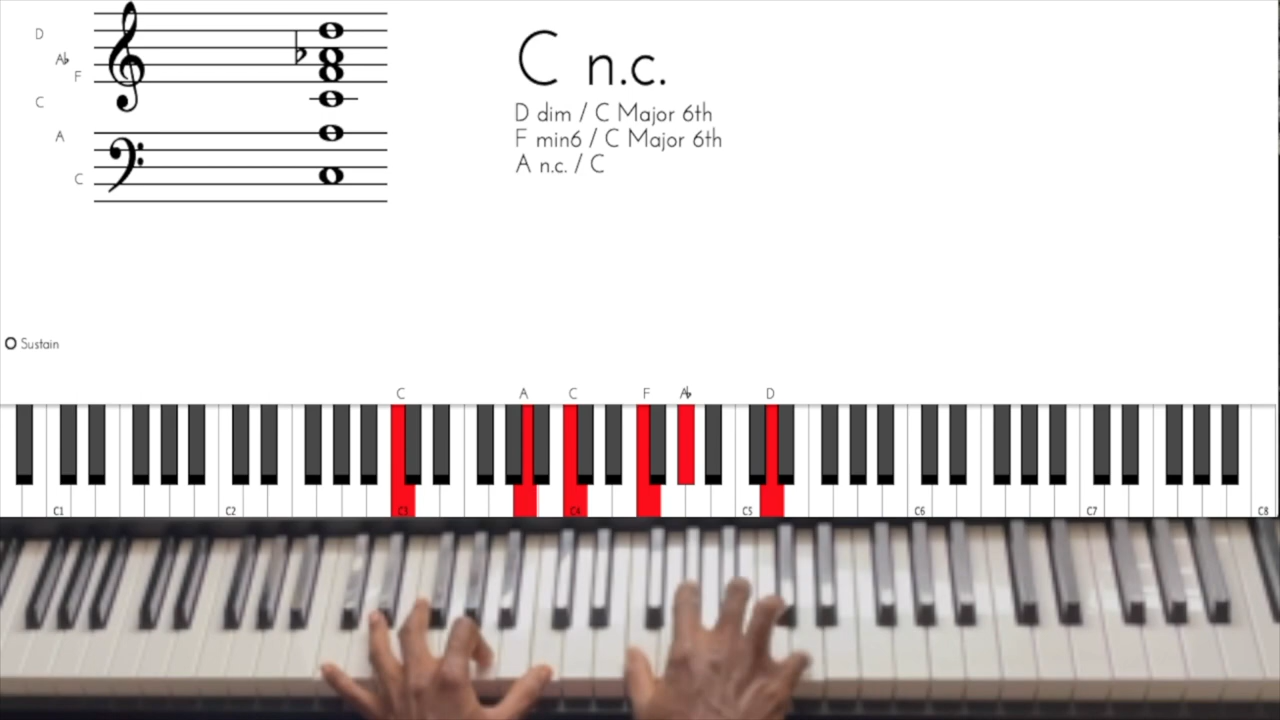 D
A♭
F
C
A
C
C n.c.
D dim / C Major 6th
F min6 / C Major 6th
A n.c. / C
Sustain
C A C F A♭ D
C1 C2 C3 C4 C5 C6 C7 C8